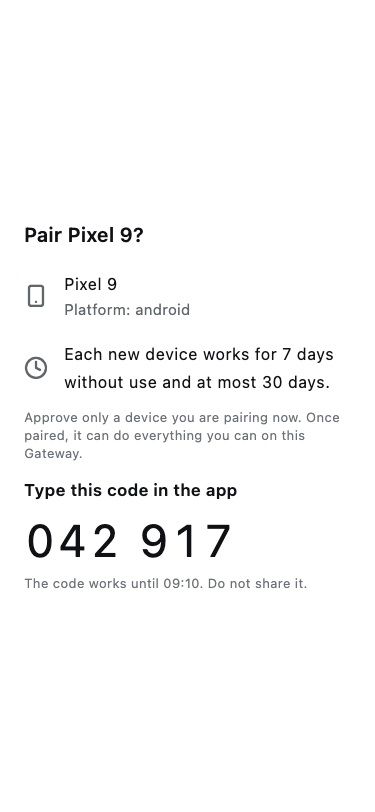 Pair Pixel 9?
Pixel 9
Platform: android
Each new device works for 7 days
without use and at most 30 days.
Approve only a device you are pairing now. Once
paired, it can do everything you can on this
Gateway.
Type this code in the app
042 917
The code works until 09:10. Do not share it.